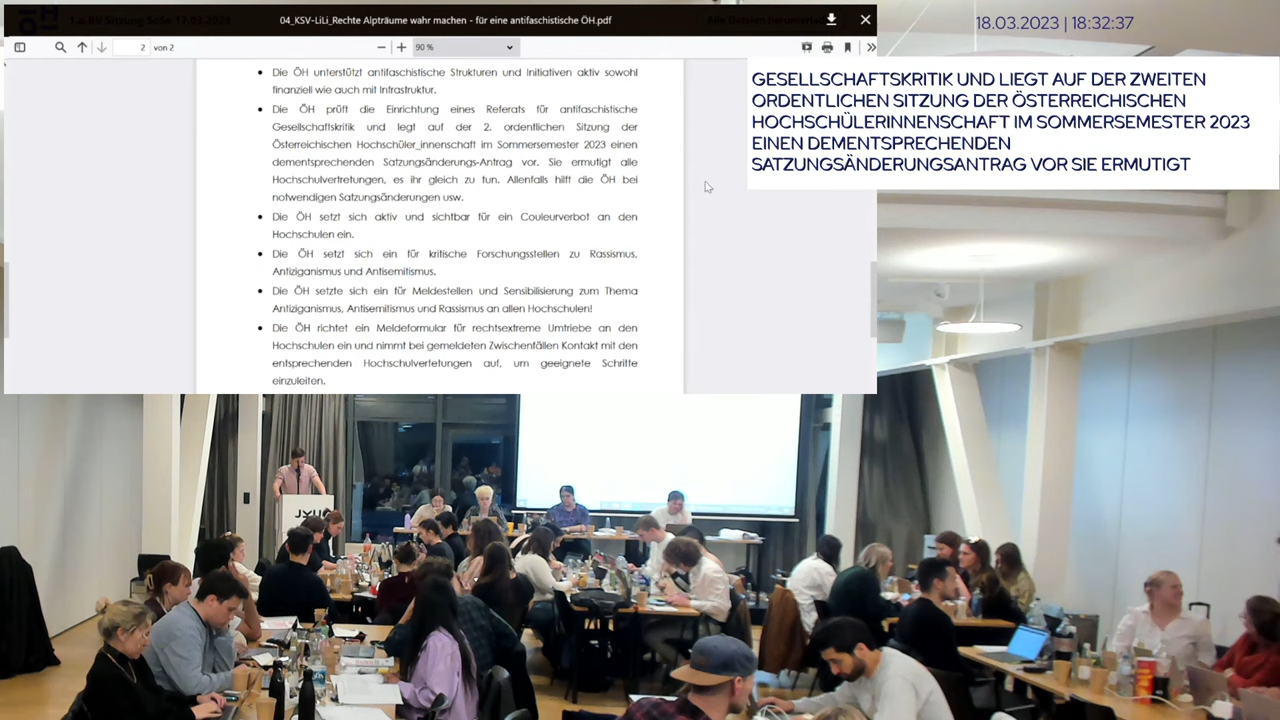 04_KSV-LiLi_Rechte Alpträume wahr machen - für eine antifaschistische ÖH.pdf
18.03.2023 | 18:32:37
2 von 2
90 %
Die ÖH unterstützt antifaschistische Strukturen und Initiativen aktiv sowohl
finanziell wie auch mit Infrastruktur.
Die ÖH prüft die Einrichtung eines Referats für antifaschistische
Gesellschaftskritik und legt auf der 2. ordentlichen Sitzung der
Österreichischen Hochschüler_innenschaft im Sommersemester 2023 einen
dementsprechenden Satzungsänderungs-Antrag vor. Sie ermutigt alle
Hochschulvertretungen, es ihr gleich zu tun. Allenfalls hilft die ÖH bei
notwendigen Satzungsänderungen usw.
Die ÖH setzt sich aktiv und sichtbar für ein Couleurverbot an den
Hochschulen ein.
Die ÖH setzt sich ein für kritische Forschungsstellen zu Rassismus,
Antiziganismus und Antisemitismus.
Die ÖH setzte sich ein für Meldestellen und Sensibilisierung zum Thema
Antiziganismus, Antisemitismus und Rassismus an allen Hochschulen!
Die ÖH richtet ein Meldeformular für rechtsextreme Umtriebe an den
Hochschulen ein und nimmt bei gemeldeten Zwischenfällen Kontakt mit den
entsprechenden Hochschulvertetungen auf, um geeignete Schritte
einzuleiten.
GESELLSCHAFTSKRITIK UND LIEGT AUF DER ZWEITEN
ORDENTLICHEN SITZUNG DER ÖSTERREICHISCHEN
HOCHSCHÜLERINNENSCHAFT IM SOMMERSEMESTER 2023
EINEN DEMENTSPRECHENDEN
SATZUNGSÄNDERUNGSANTRAG VOR SIE ERMUTIGT